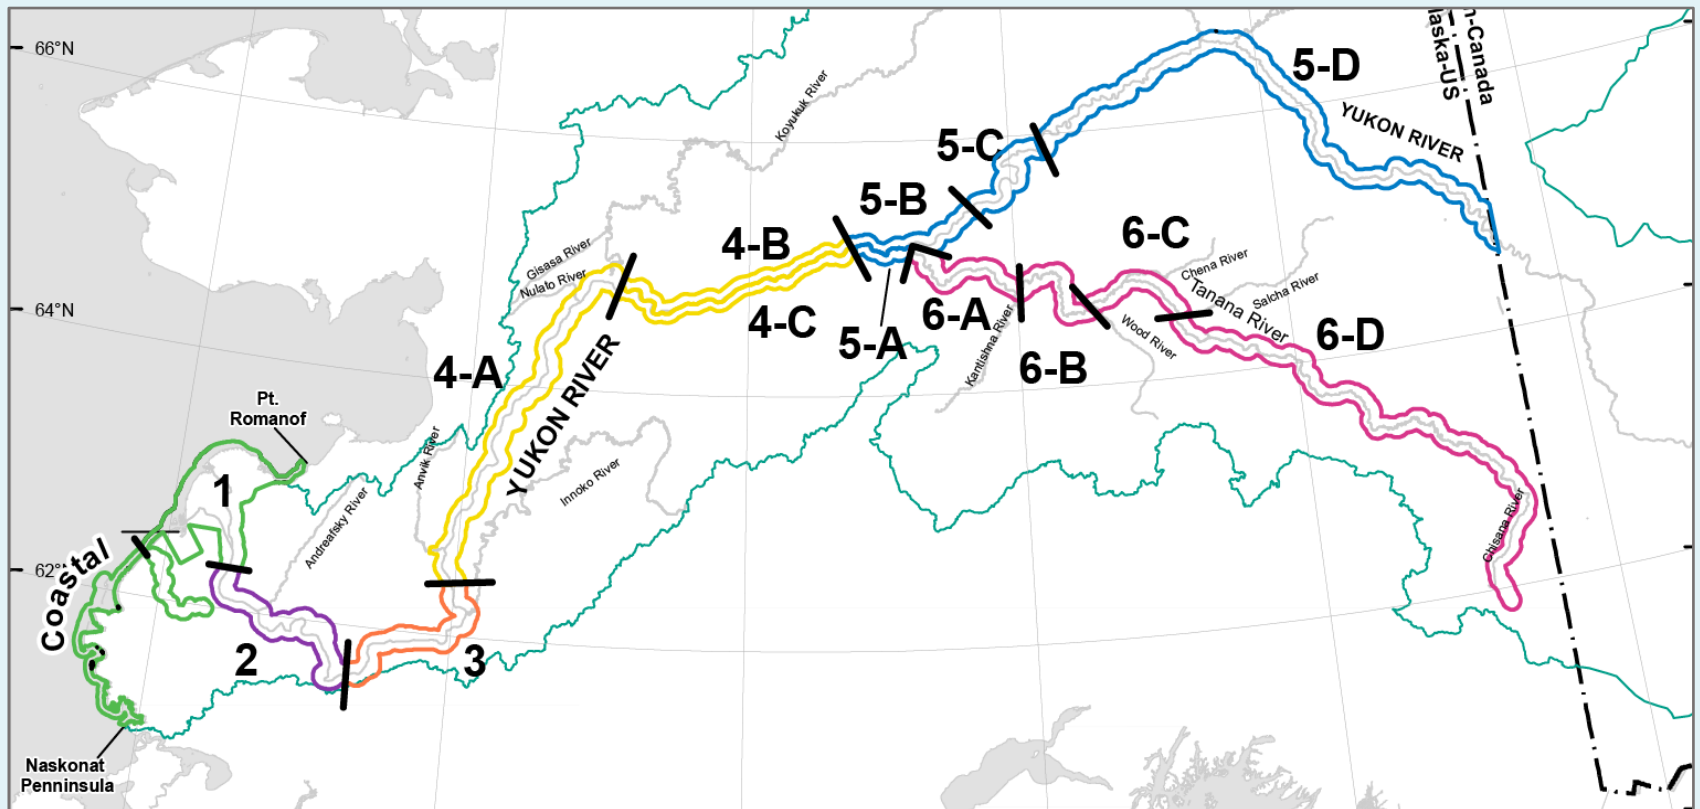 66°N
64°N
62°N
n-Canada
laska-US
5-D
YUKON RIVER
Koyukuk River
5-C
5-B
4-B
6-C
Gisasa River
Nulato River
Chena River
Salcha River
Tanana River
4-C
5-A
6-A
Kantishna River
6-B
Wood River
6-D
4-A
YUKON RIVER
Pt.
Romanof
Anvik River
Innoko River
1
Andreafsky River
Chisana River
Coastal
2
3
Naskonat
Penninsula